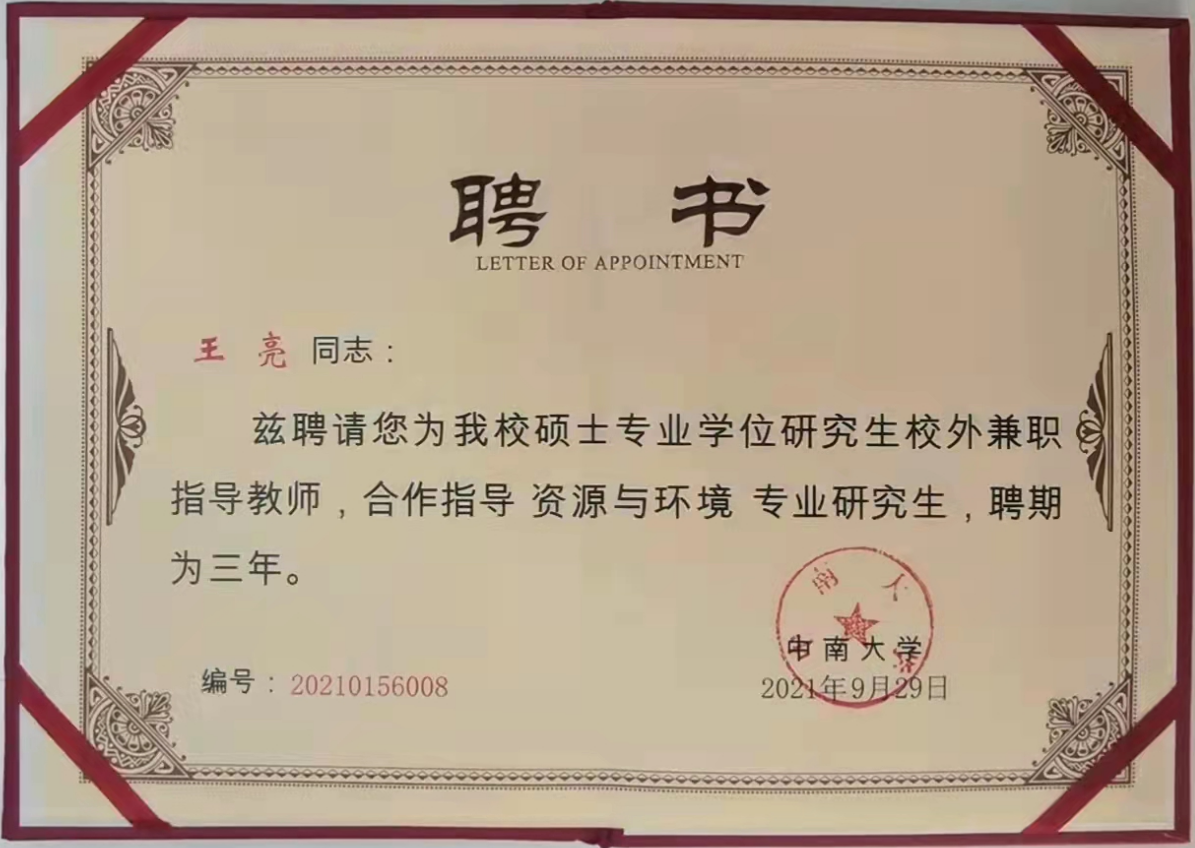 聘书
LETTER OF APPOINTMENT
王亮 同志：
兹聘请您为我校硕士专业学位研究生校外兼职
指导教师，合作指导 资源与环境 专业研究生，聘期
为三年。
中南大学
编号：20210156008
2021年9月29日